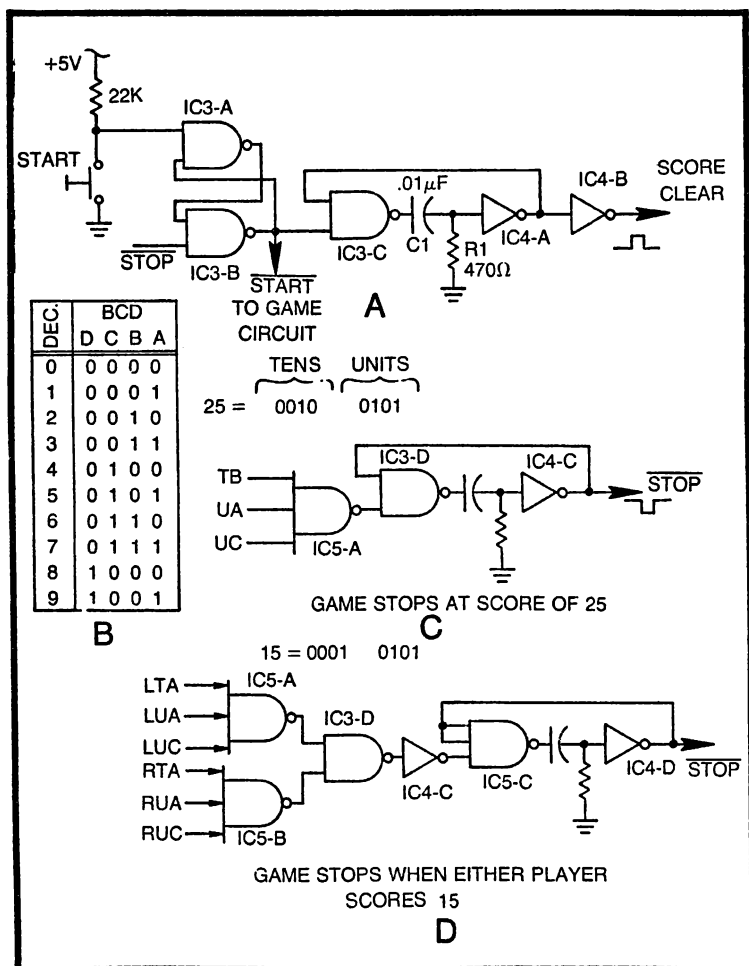 +5V
22K
IC3-A
START
.01µF
IC4-B
SCORE
CLEAR
STOP
IC3-B
IC3-C
C1
IC4-A
R1
470Ω
START
TO GAME
CIRCUIT
A
DEC. BCD
D C B A
0 0 0 0 0
1 0 0 0 1
2 0 0 1 0
3 0 0 1 1
4 0 1 0 0
5 0 1 0 1
6 0 1 1 0
7 0 1 1 1
8 1 0 0 0
9 1 0 0 1
B
TENS UNITS
25 = 0010 0101
IC3-D
IC4-C
TB
UA
UC
IC5-A
STOP
GAME STOPS AT SCORE OF 25
C
15 = 0001 0101
LTA
LUA
LUC
RTA
RUA
RUC
IC5-A
IC3-D
IC5-B
IC4-C
IC5-C
IC4-D
STOP
GAME STOPS WHEN EITHER PLAYER
SCORES 15
D